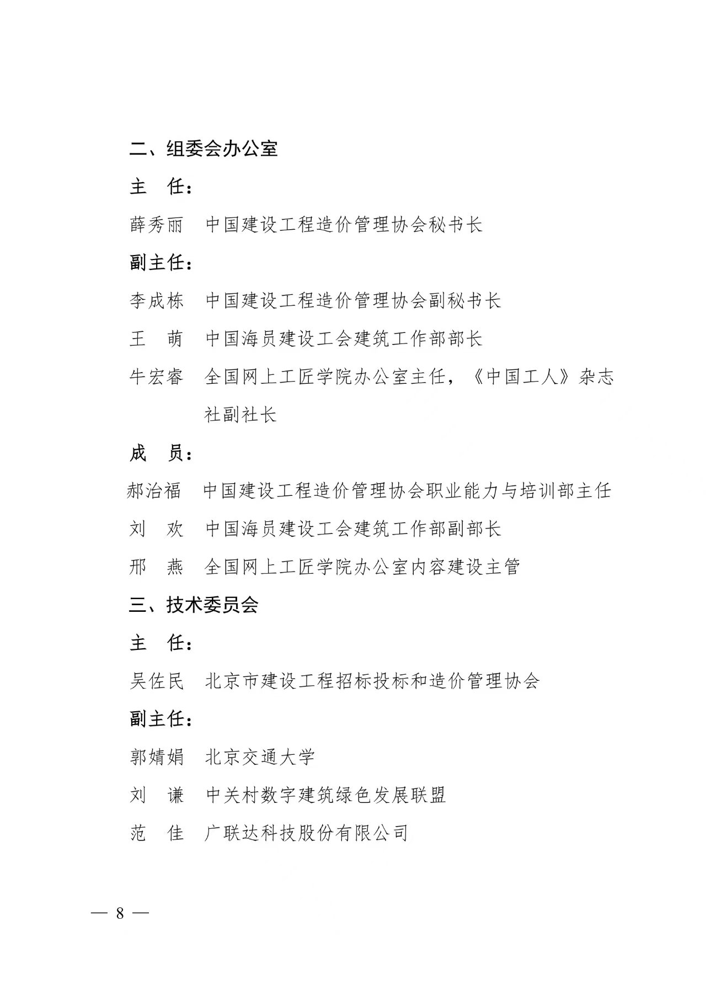 二、组委会办公室
主　任：
薛秀丽　中国建设工程造价管理协会秘书长
副主任：
李成栋　中国建设工程造价管理协会副秘书长
王　萌　中国海员建设工会建筑工作部部长
牛宏睿　全国网上工匠学院办公室主任，《中国工人》杂志
社副社长
成　员：
郝治福　中国建设工程造价管理协会职业能力与培训部主任
刘　欢　中国海员建设工会建筑工作部副部长
邢　燕　全国网上工匠学院办公室内容建设主管
三、技术委员会
主　任：
吴佐民　北京市建设工程招标投标和造价管理协会
副主任：
郭婧娟　北京交通大学
刘　谦　中关村数字建筑绿色发展联盟
范　佳　广联达科技股份有限公司
— 8 —